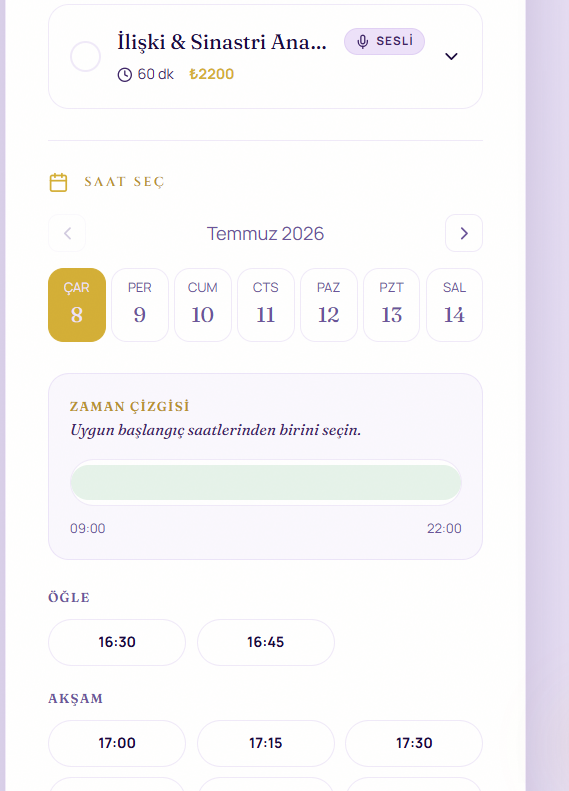 İlişki & Sinastri Ana...
SESLİ
60 dk ₺2200
SAAT SEÇ
Temmuz 2026
ÇAR PER CUM CTS PAZ PZT SAL
8 9 10 11 12 13 14
ZAMAN ÇİZGİSİ
Uygun başlangıç saatlerinden birini seçin.
09:00 22:00
ÖĞLE
16:30 16:45
AKŞAM
17:00 17:15 17:30